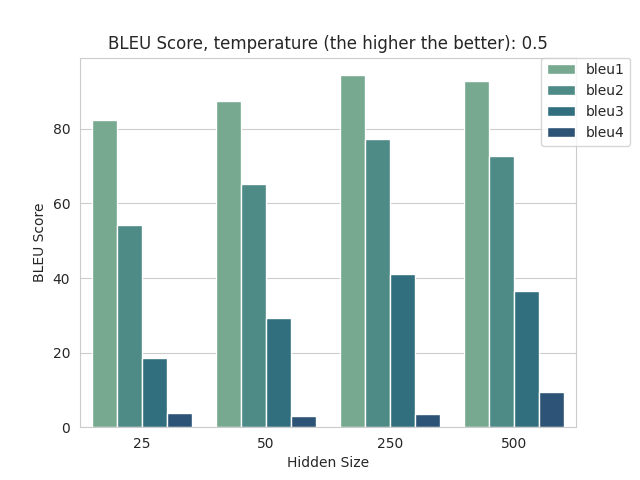 BLEU Score, temperature (the higher the better): 0.5
bleu1
bleu2
bleu3
bleu4
80
60
40
20
0
BLEU Score
25 50 250 500
Hidden Size